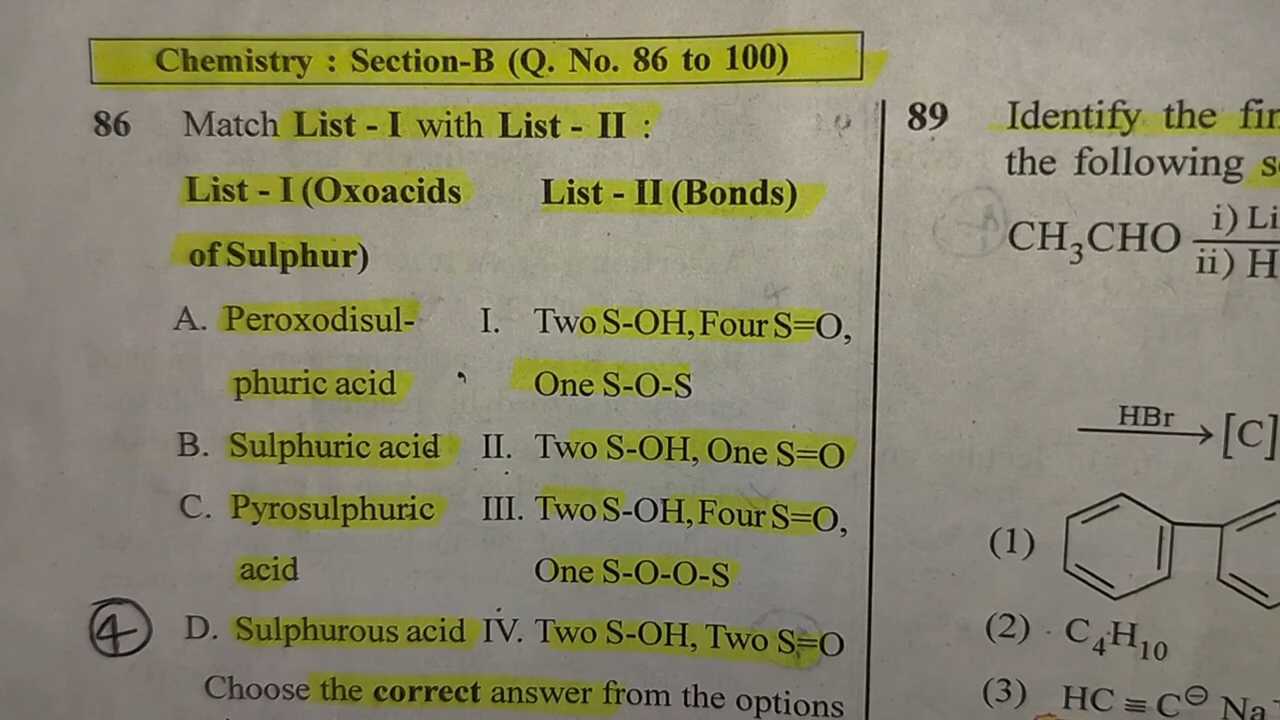 Chemistry : Section-B (Q. No. 86 to 100)
86 Match List - I with List - II :
List - I (Oxoacids List - II (Bonds)
of Sulphur)
A. Peroxodisul- I. Two S-OH, Four S=O,
phuric acid One S-O-S
B. Sulphuric acid II. Two S-OH, One S=O
C. Pyrosulphuric III. Two S-OH, Four S=O,
acid One S-O-O-S
④ D. Sulphurous acid IV. Two S-OH, Two S=O
Choose the correct answer from the options
89 Identify the fin
the following s
CH₃CHO i) Li
ii) H
HBr → [C]
(1)
(2) C₄H₁₀
(3) HC ≡ C⊖ Na